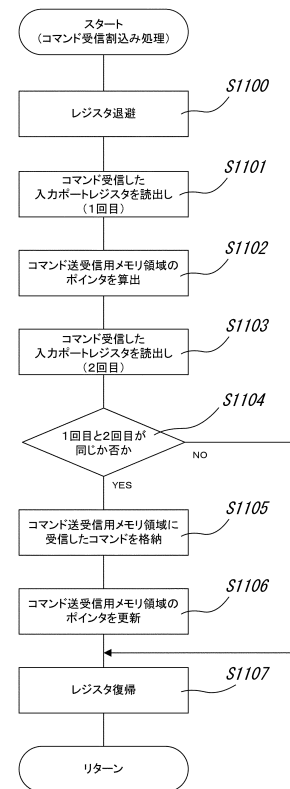 スタート
(コマンド受信割込み処理)
S1100
レジスタ退避
S1101
コマンド受信した
入力ポートレジスタを読出し
(1回目)
S1102
コマンド送受信用メモリ領域の
ポインタを算出
S1103
コマンド受信した
入力ポートレジスタを読出し
(2回目)
S1104
1回目と2回目が
同じか否か
NO
YES
S1105
コマンド送受信用メモリ領域に
受信したコマンドを格納
S1106
コマンド送受信用メモリ領域の
ポインタを更新
S1107
レジスタ復帰
リターン